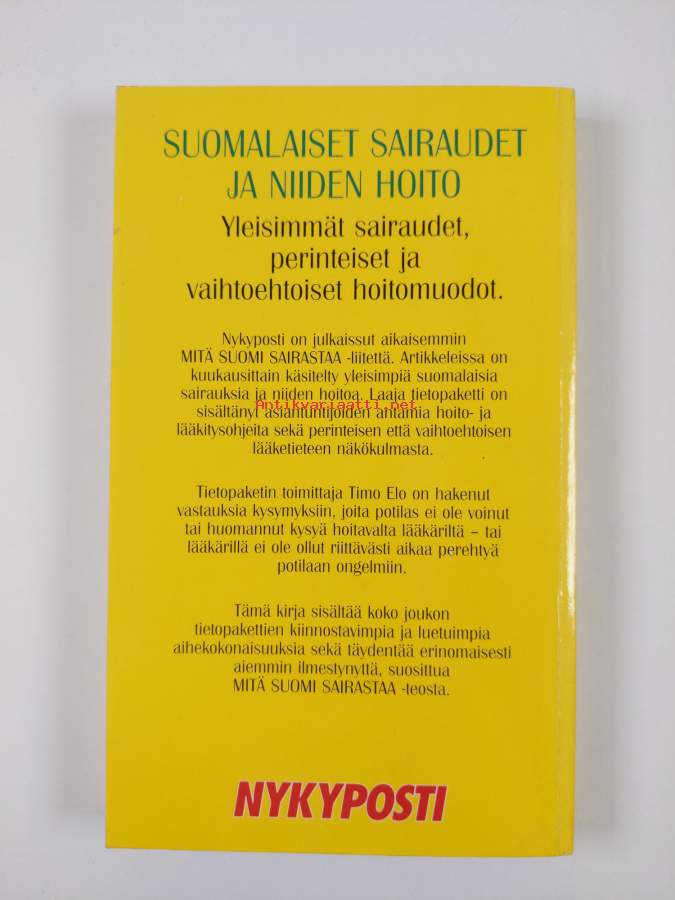 SUOMALAISET SAIRAUDET
JA NIIDEN HOITO
Yleisimmät sairaudet,
perinteiset ja
vaihtoehtoiset hoitomuodot.
Nykyposti on julkaissut aikaisemmin
MITÄ SUOMI SAIRASTAA -liitettä. Artikkeleissa on
kuukausittain käsitelty yleisimpiä suomalaisia
sairauksia ja niiden hoitoa. Laaja tietopaketti on
Antikvariaatti.net
sisältänyt asiantuntijoiden antamia hoito- ja
lääkitysohjeita sekä perinteisen että vaihtoehtoisen
lääketieteen näkökulmasta.
Tietopaketin toimittaja Timo Elo on hakenut
vastauksia kysymyksiin, joita potilas ei ole voinut
tai huomannut kysyä hoitavalta lääkäriltä – tai
lääkärillä ei ole ollut riittävästi aikaa perehtyä
potilaan ongelmiin.
Tämä kirja sisältää koko joukon
tietopakettien kiinnostavimpia ja luetuimpia
aihekokonaisuuksia sekä täydentää erinomaisesti
aiemmin ilmestynyttä, suosittua
MITÄ SUOMI SAIRASTAA -teosta.
NYKYPOSTI